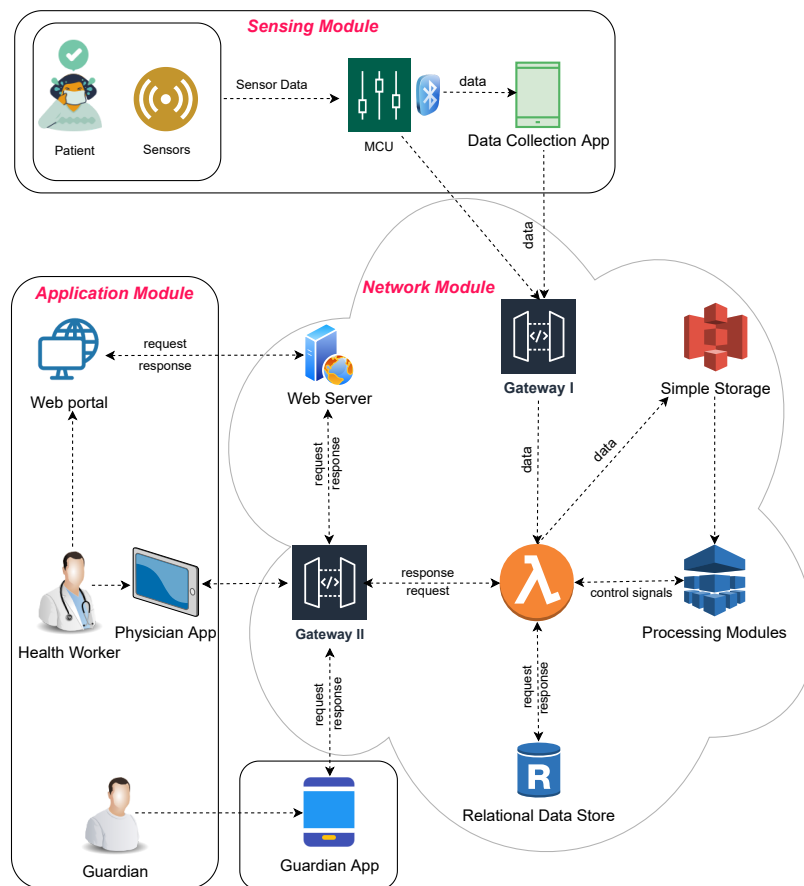 Sensing Module
Patient
Sensors
Sensor Data
MCU
data
Data Collection App
data
Application Module
Network Module
Web portal
request
response
Web Server
Gateway I
Simple Storage
request
response
data
data
Health Worker
Physician App
Gateway II
response
request
control signals
Processing Modules
request
response
request
response
Relational Data Store
Guardian
Guardian App
R